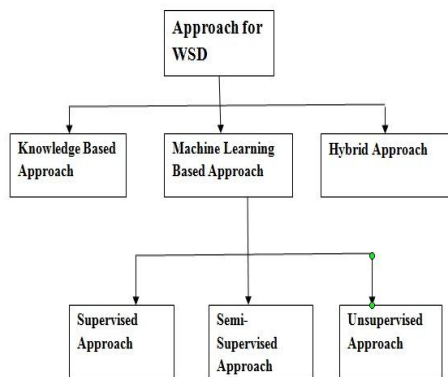 Approach for
WSD
Knowledge Based
Approach
Machine Learning
Based Approach
Hybrid Approach
Supervised
Approach
Semi-
Supervised
Approach
Unsupervised
Approach